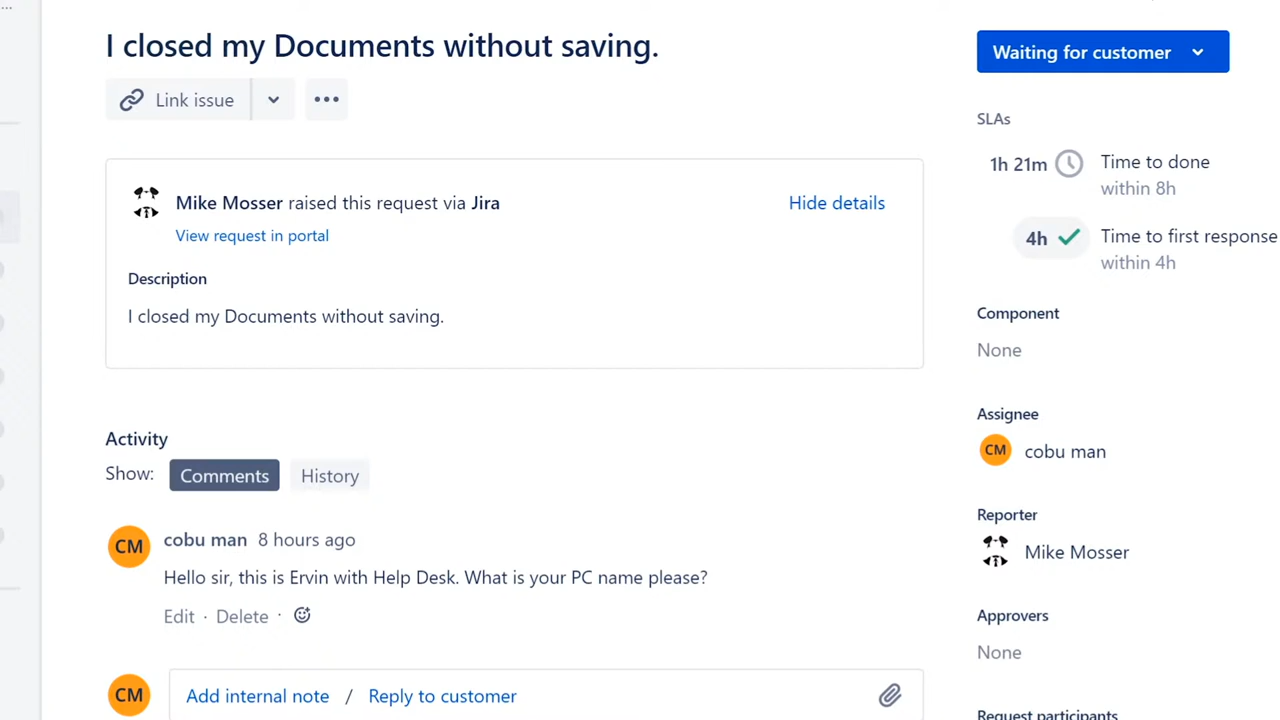 I closed my Documents without saving.
Waiting for customer
Link issue
SLAs
1h 21m Time to done
within 8h
Mike Mosser raised this request via Jira
Hide details
View request in portal
4h Time to first response
within 4h
Description
I closed my Documents without saving.
Component
None
Assignee
CM cobu man
Activity
Show: Comments History
Reporter
Mike Mosser
CM cobu man 8 hours ago
Hello sir, this is Ervin with Help Desk. What is your PC name please?
Edit · Delete ·
Approvers
None
CM Add internal note / Reply to customer
Request participants